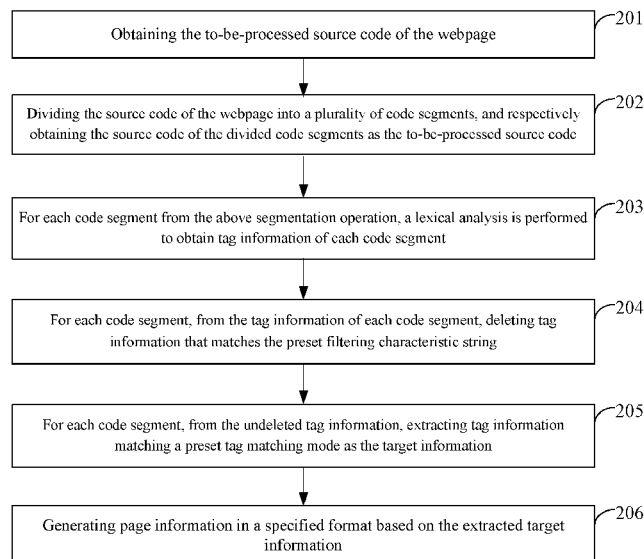 201
Obtaining the to-be-processed source code of the webpage
202
Dividing the source code of the webpage into a plurality of code segments, and respectively
obtaining the source code of the divided code segments as the to-be-processed source code
203
For each code segment from the above segmentation operation, a lexical analysis is performed
to obtain tag information of each code segment
204
For each code segment, from the tag information of each code segment, deleting tag
information that matches the preset filtering characteristic string
205
For each code segment, from the undeleted tag information, extracting tag information
matching a preset tag matching mode as the target information
206
Generating page information in a specified format based on the extracted target
information